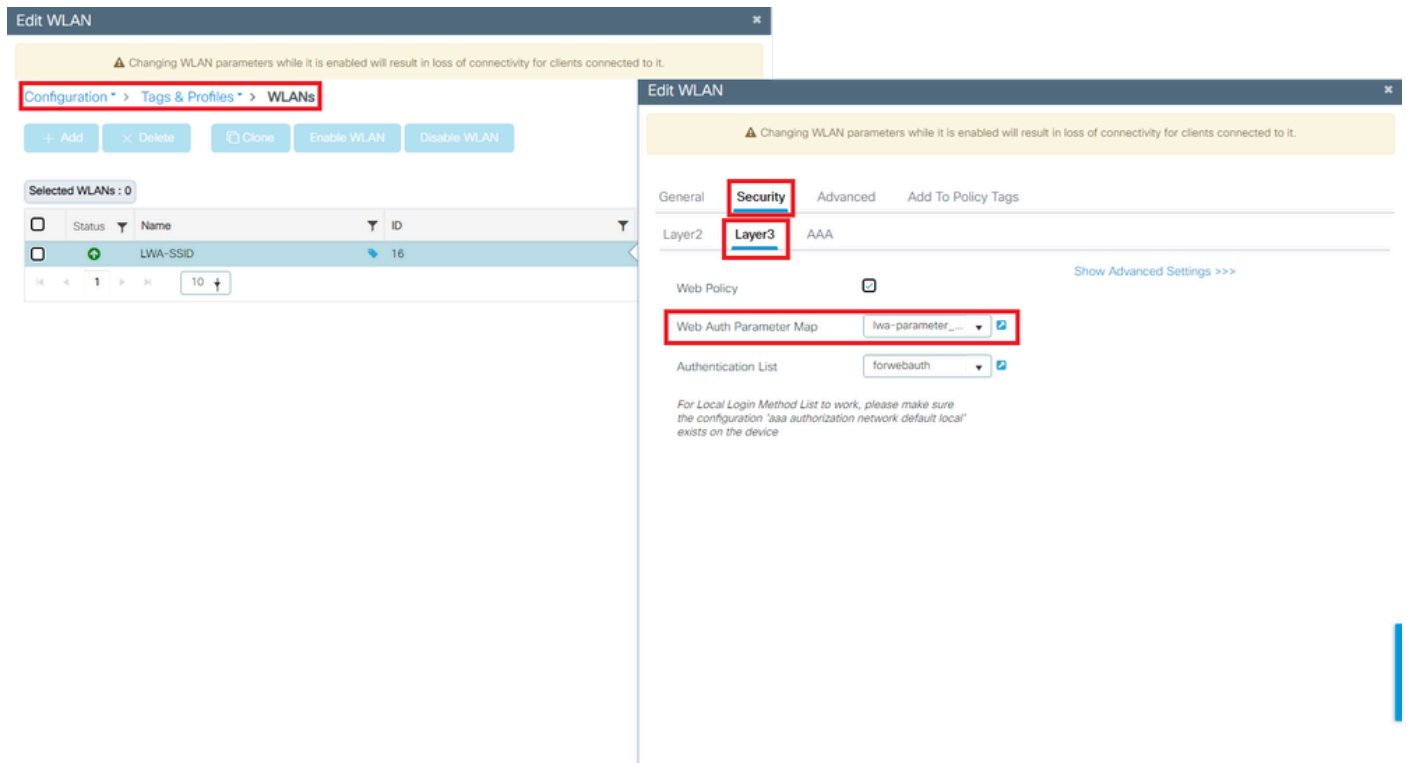 Edit WLAN
Changing WLAN parameters while it is enabled will result in loss of connectivity for clients connected to it.
Configuration > Tags & Profiles > WLANs
+ Add × Delete Clone Enable WLAN Disable WLAN
Selected WLANs : 0
Status Name ID
LWA-SSID 16
1 10
Edit WLAN
Changing WLAN parameters while it is enabled will result in loss of connectivity for clients connected to it.
General Security Advanced Add To Policy Tags
Layer2 Layer3 AAA
Show Advanced Settings >>>
Web Policy
Web Auth Parameter Map lwa-parameter_...
Authentication List forwebauth
For Local Login Method List to work, please make sure
the configuration 'aaa authorization network default local'
exists on the device